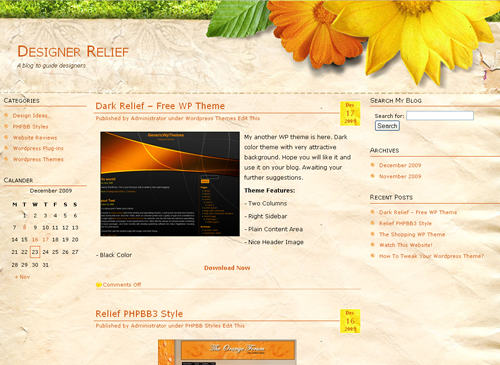 Designer Relief
A blog to guide designers
Categories
Design Ideas
PHPBB Styles
Website Reviews
Wordpress Plug-ins
Wordpress Themes
Calander
December 2009
M T W T F S S
1 2 3 4 5 6
7 8 9 10 11 12 13
14 15 16 17 18 19 20
21 22 23 24 25 26 27
28 29 30 31
« Nov
Dark Relief – Free WP Theme
Published by Administrator under Wordpress Themes Edit This
Dec
17
2009
My another WP theme is here. Dark
color theme with very attractive
background. Hope you will like it and
use it on your blog. Awaiting your
further suggestions.
Theme Features:
- Two Columns
- Right Sidebar
- Plain Content Area
- Nice Header Image
- Black Color
Download Now
Comments Off
Relief PHPBB3 Style
Published by Administrator under PHPBB Styles Edit This
Dec
16
2009
The Orange Forum
Search My Blog
Search for:
Search
Archives
December 2009
November 2009
Recent Posts
Dark Relief – Free WP Theme
Relief PHPBB3 Style
The Shopping WP Theme
Watch This Website!
How To Tweak Your Wordpress Theme?